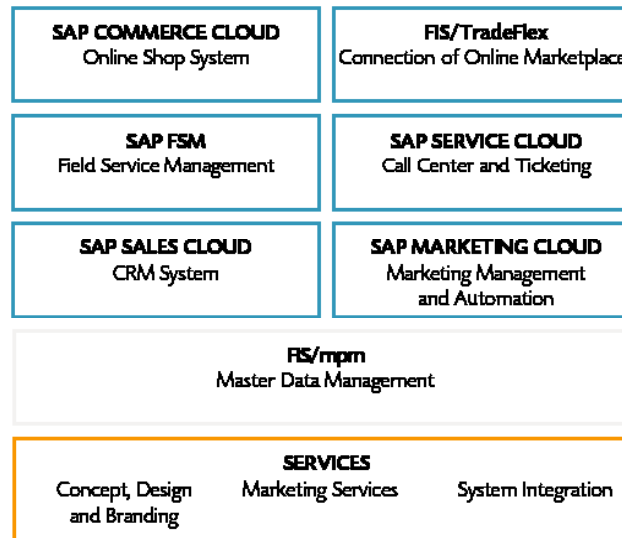 SAP COMMERCE CLOUD
Online Shop System
FIS/TradeFlex
Connection of Online Marketplace
SAP FSM
Field Service Management
SAP SERVICE CLOUD
Call Center and Ticketing
SAP SALES CLOUD
CRM System
SAP MARKETING CLOUD
Marketing Management
and Automation
FIS/mpm
Master Data Management
SERVICES
Concept, Design
and Branding
Marketing Services
System Integration